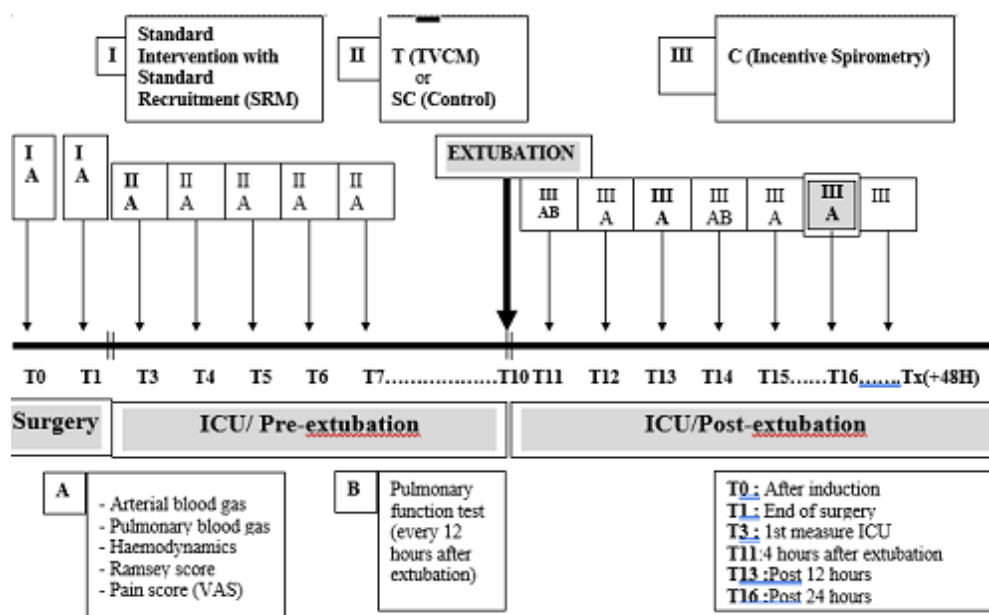 I
Standard
Intervention with
Standard
Recruitment (SRM)
II
T (TVCM)
or
SC (Control)
III
C (Incentive Spirometry)
I
A
I
A
II
A
II
A
II
A
II
A
II
A
EXTUBATION
III
AB
III
A
III
A
III
AB
III
A
III
A
III
T0 T1 T3 T4 T5 T6 T7......................T10 T11 T12 T13 T14 T15......T16.......Tx(+48H)
Surgery
ICU/ Pre-extubation
ICU/Post-extubation
A
- Arterial blood gas
- Pulmonary blood gas
- Haemodynamics
- Ramsey score
- Pain score (VAS)
B
Pulmonary
function test
(every 12
hours after
extubation)
T0 : After induction
T1 : End of surgery
T3 : 1st measure ICU
T11:4 hours after extubation
T13 :Post 12 hours
T16 :Post 24 hours